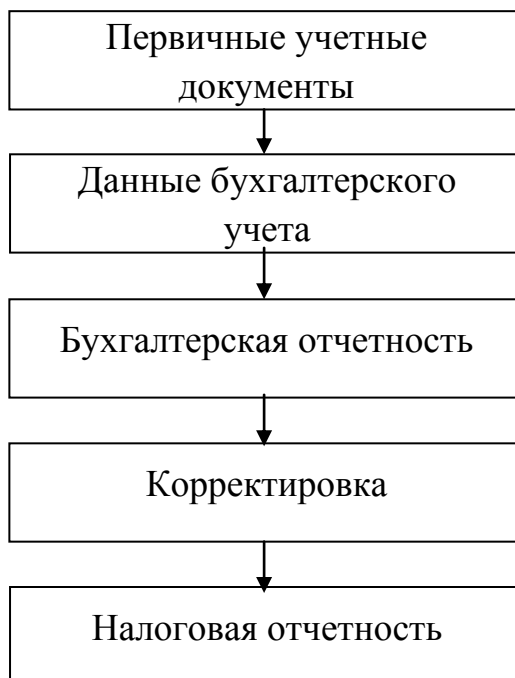 Первичные учетные
документы
Данные бухгалтерского
учета
Бухгалтерская отчетность
Корректировка
Налоговая отчетность